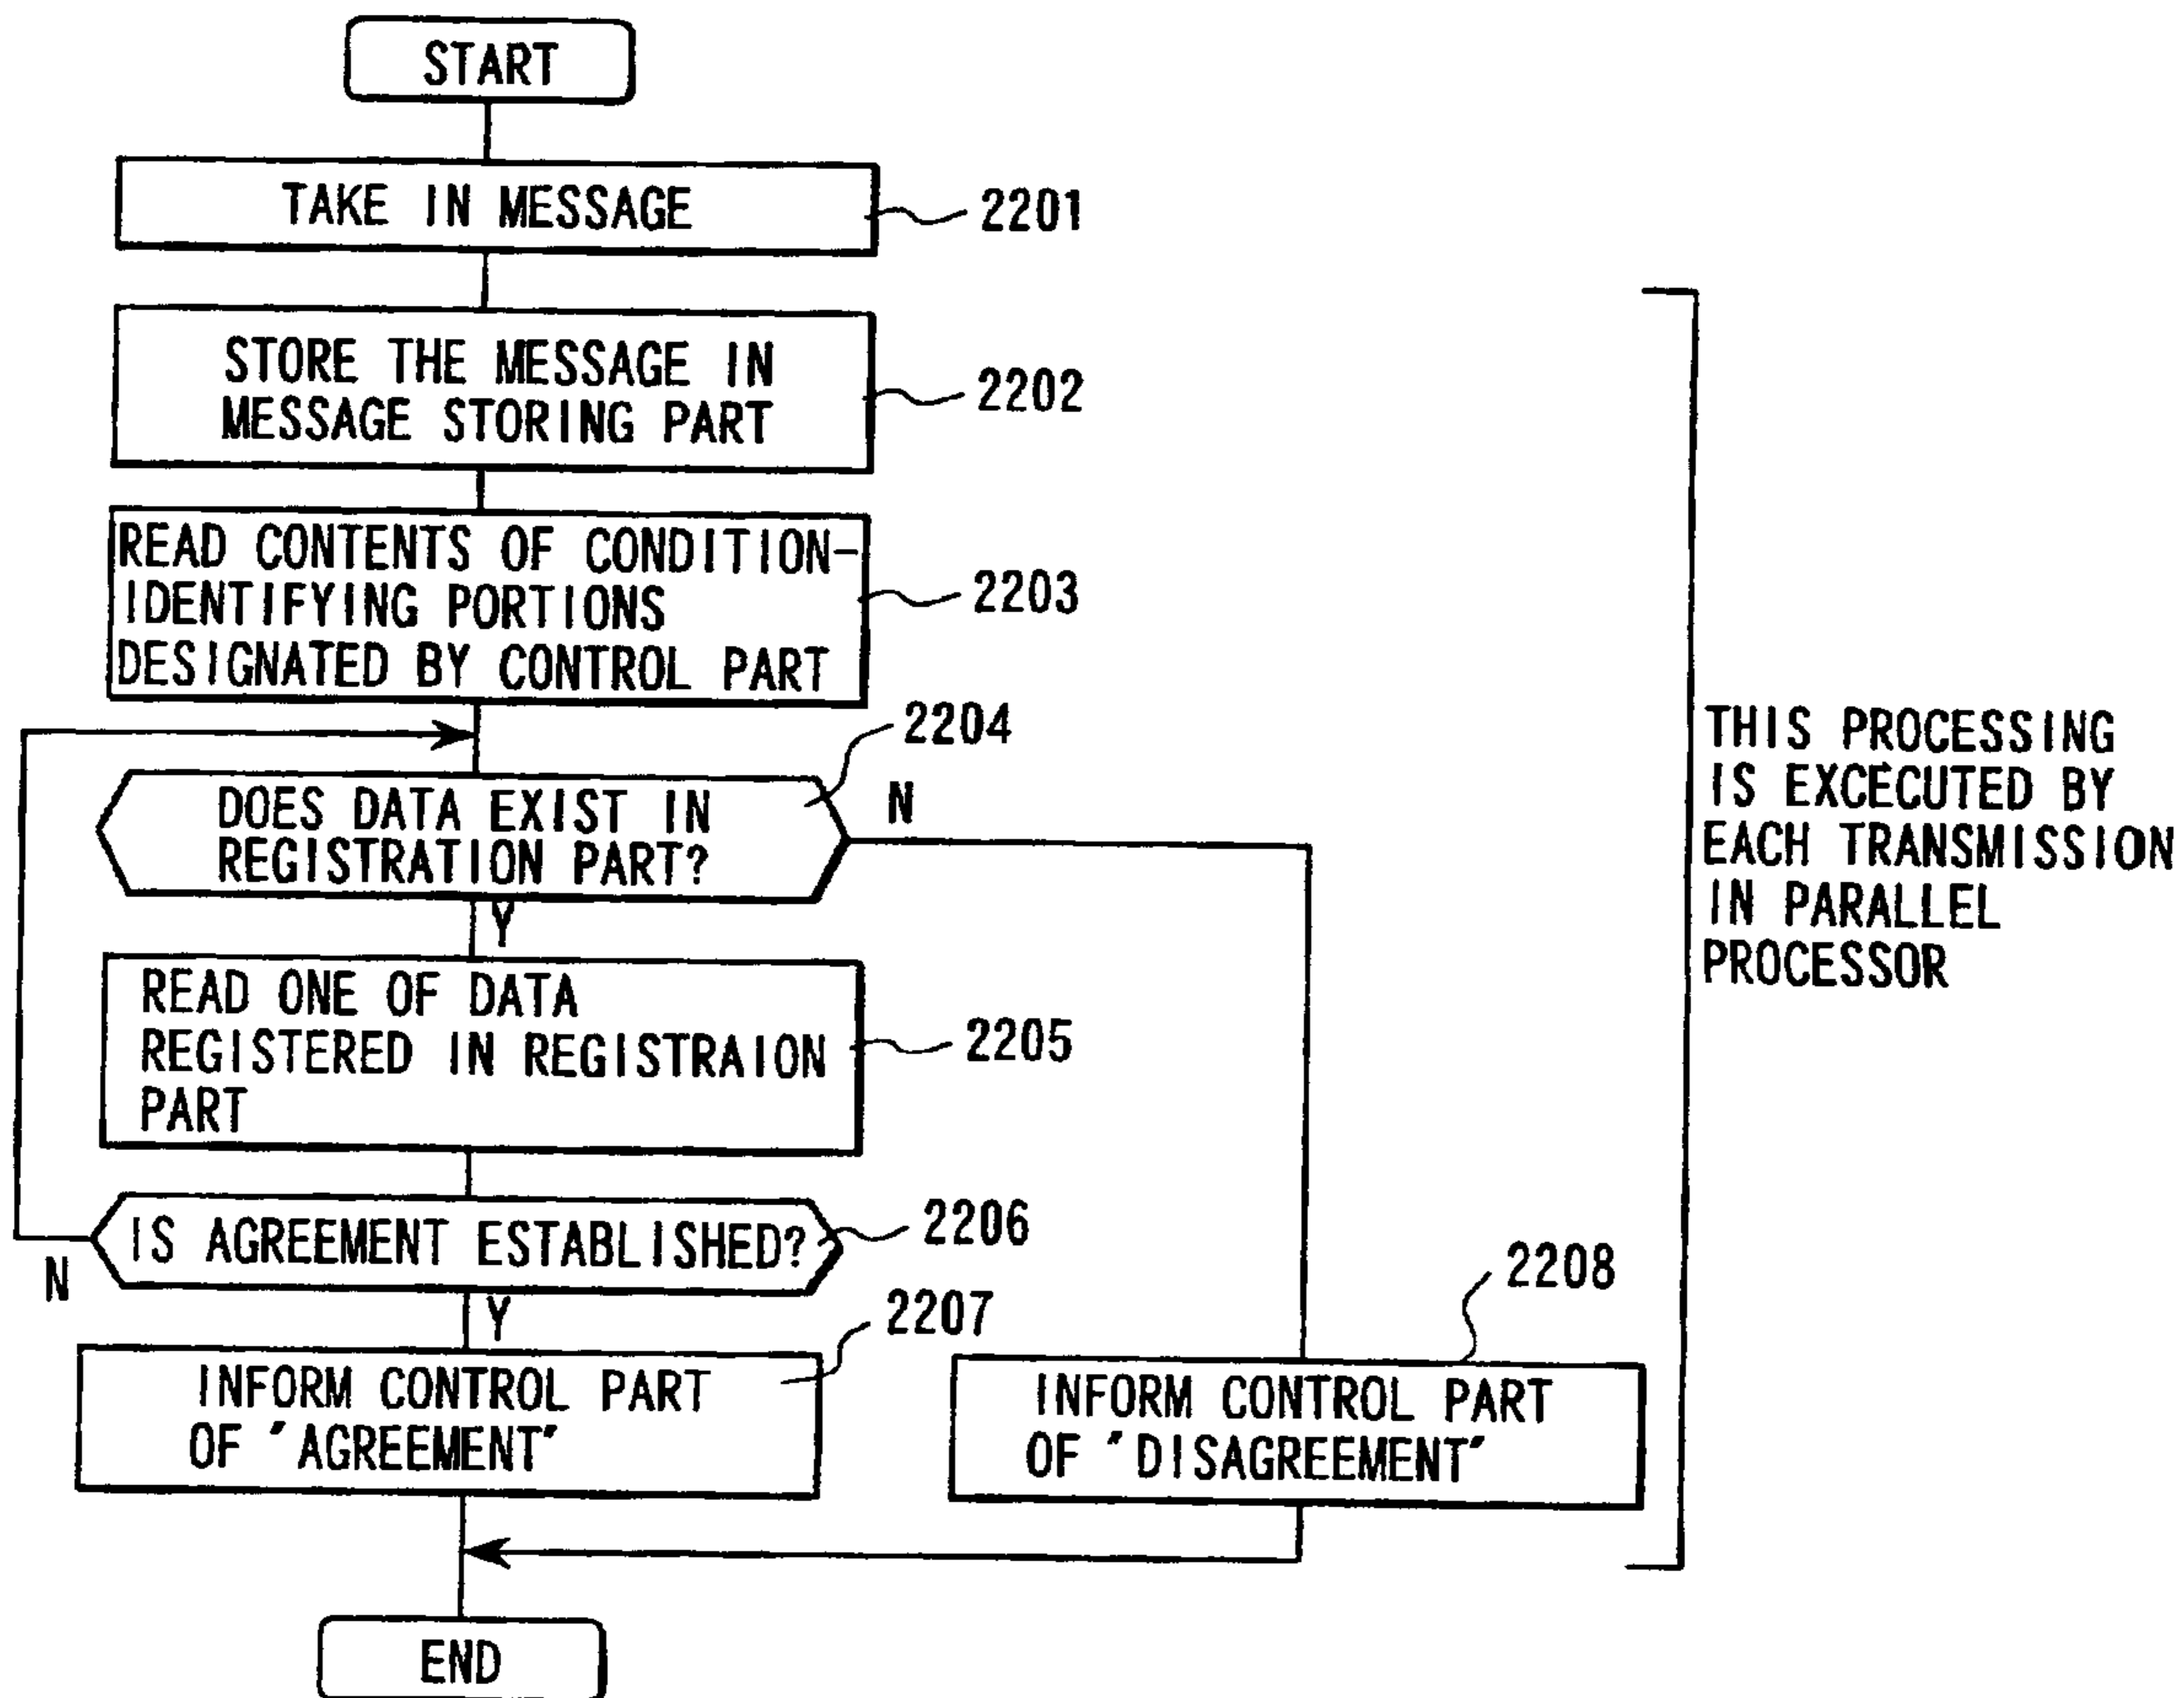 START
TAKE IN MESSAGE
2201
STORE THE MESSAGE IN
MESSAGE STORING PART
2202
READ CONTENTS OF CONDITION-
IDENTIFYING PORTIONS
DESIGNATED BY CONTROL PART
2203
2204
DOES DATA EXIST IN
REGISTRATION PART?
N
Y
READ ONE OF DATA
REGISTERED IN REGISTRAION
PART
2205
IS AGREEMENT ESTABLISHED?
2206
N
Y
2207
INFORM CONTROL PART
OF "AGREEMENT"
2208
INFORM CONTROL PART
OF "DISAGREEMENT"
END
THIS PROCESSING
IS EXCECUTED BY
EACH TRANSMISSION
IN PARALLEL
PROCESSOR